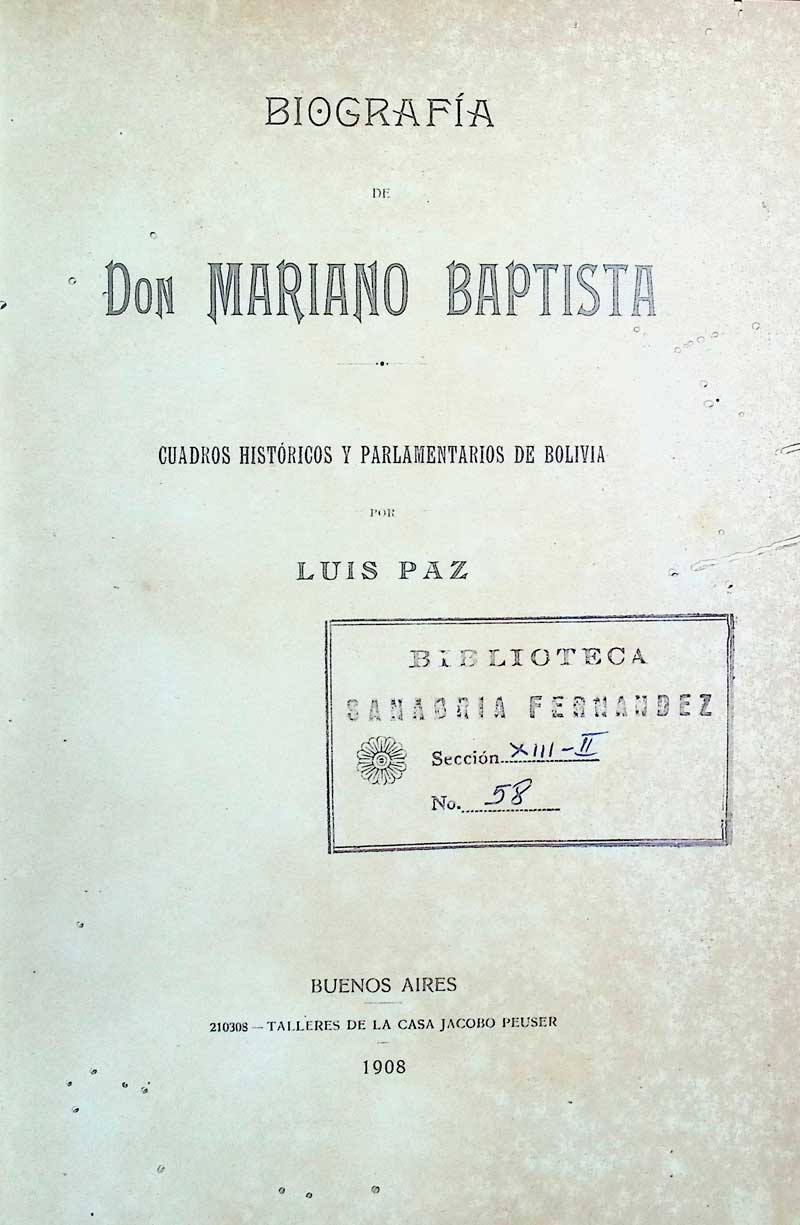 BIOGRAFÍA
DE
DON MARIANO BAPTISTA
CUADROS HISTÓRICOS Y PARLAMENTARIOS DE BOLIVIA
POR
LUIS PAZ
BIBLIOTECA
SANABRIA FERNANDEZ
Sección XIII-II
No. 58
BUENOS AIRES
210308 — TALLERES DE LA CASA JACOBO PEUSER
1908